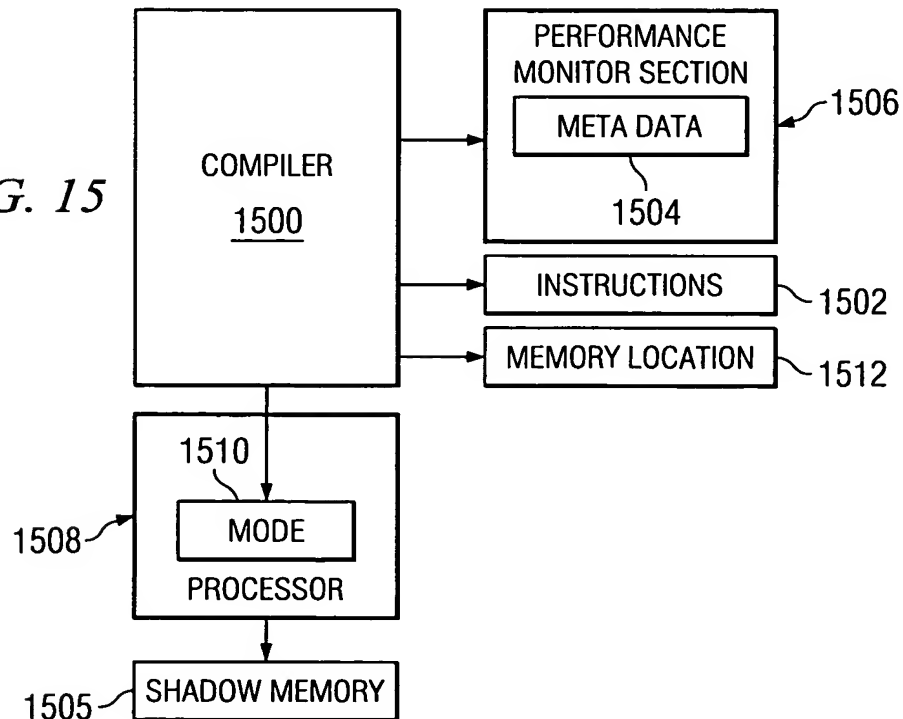 G. 15
COMPILER
1500
PERFORMANCE
MONITOR SECTION
META DATA
1504
1506
INSTRUCTIONS
1502
MEMORY LOCATION
1512
1510
MODE
PROCESSOR
1508
SHADOW MEMORY
1505